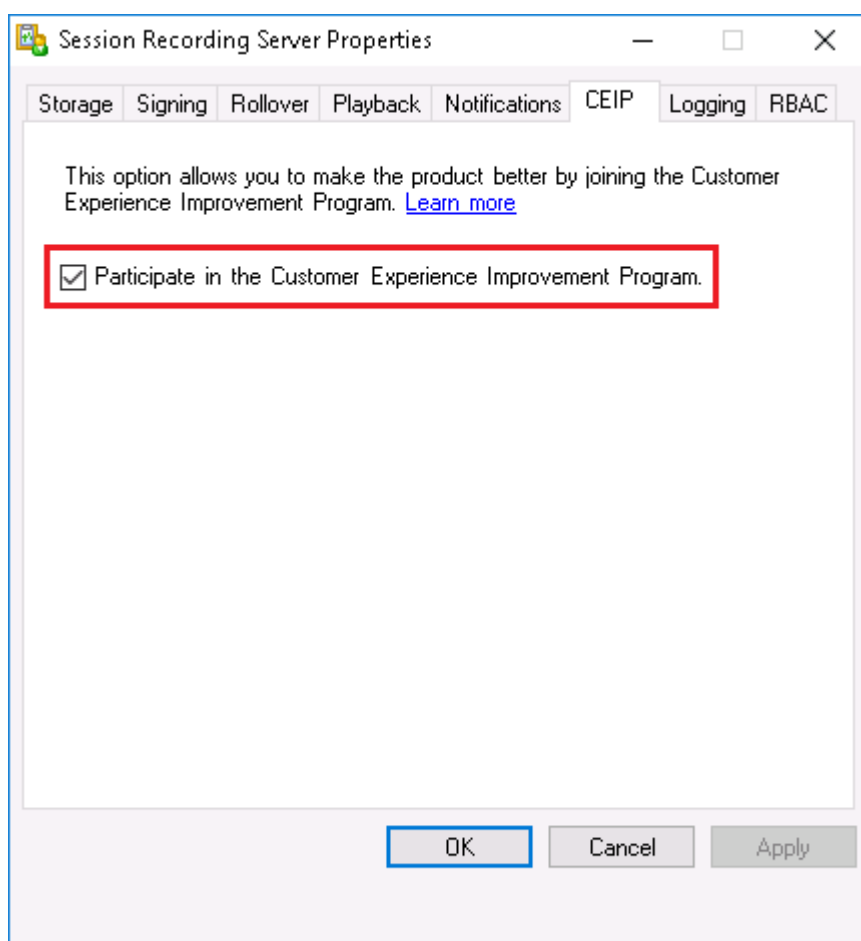 Session Recording Server Properties
Storage Signing Rollover Playback Notifications CEIP Logging RBAC
This option allows you to make the product better by joining the Customer
Experience Improvement Program. Learn more
Participate in the Customer Experience Improvement Program.
OK Cancel Apply